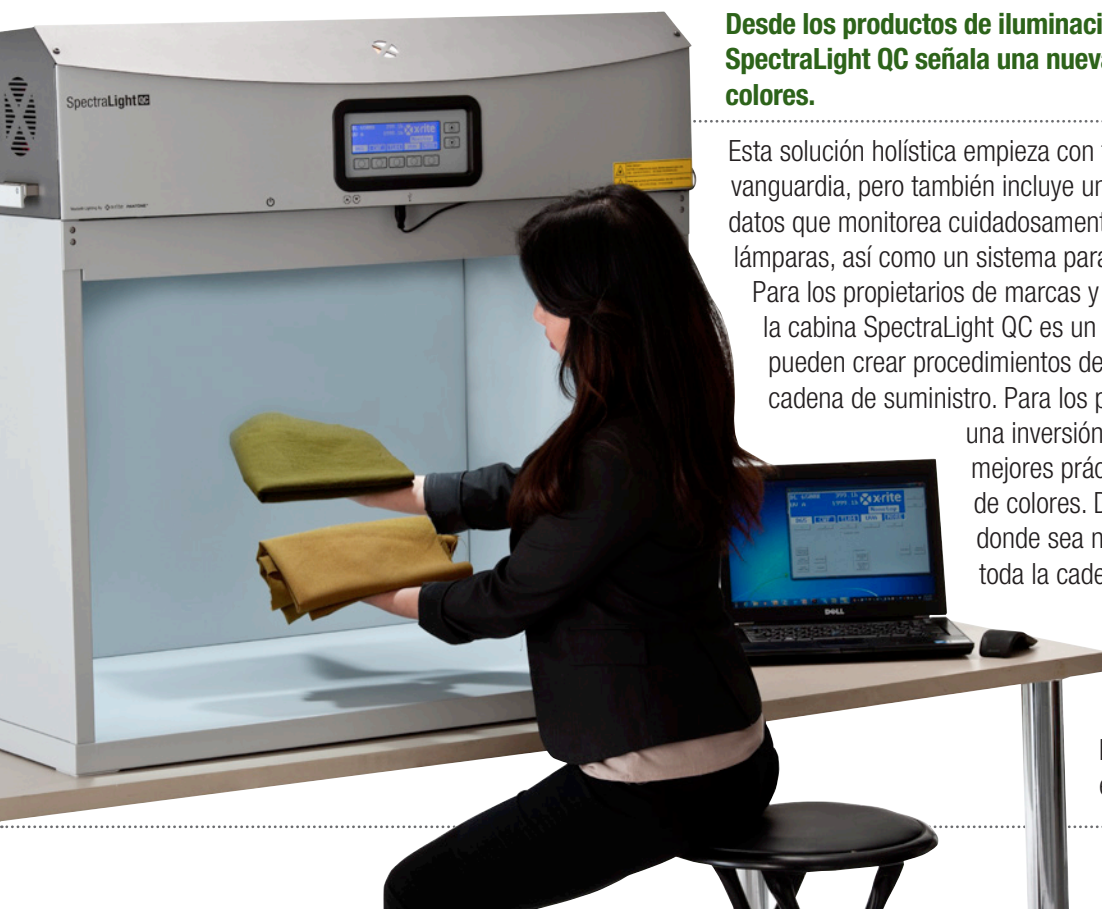 Desde los productos de iluminaci
SpectraLight QC señala una nueva
colores.
Esta solución holística empieza con
vanguardia, pero también incluye un
datos que monitorea cuidadosament
lámparas, así como un sistema para
Para los propietarios de marcas y
la cabina SpectraLight QC es un
pueden crear procedimientos de
cadena de suministro. Para los p
una inversión
mejores prác
de colores. D
donde sea n
toda la cade
SpectraLight QC
x-rite
x-rite
DELL